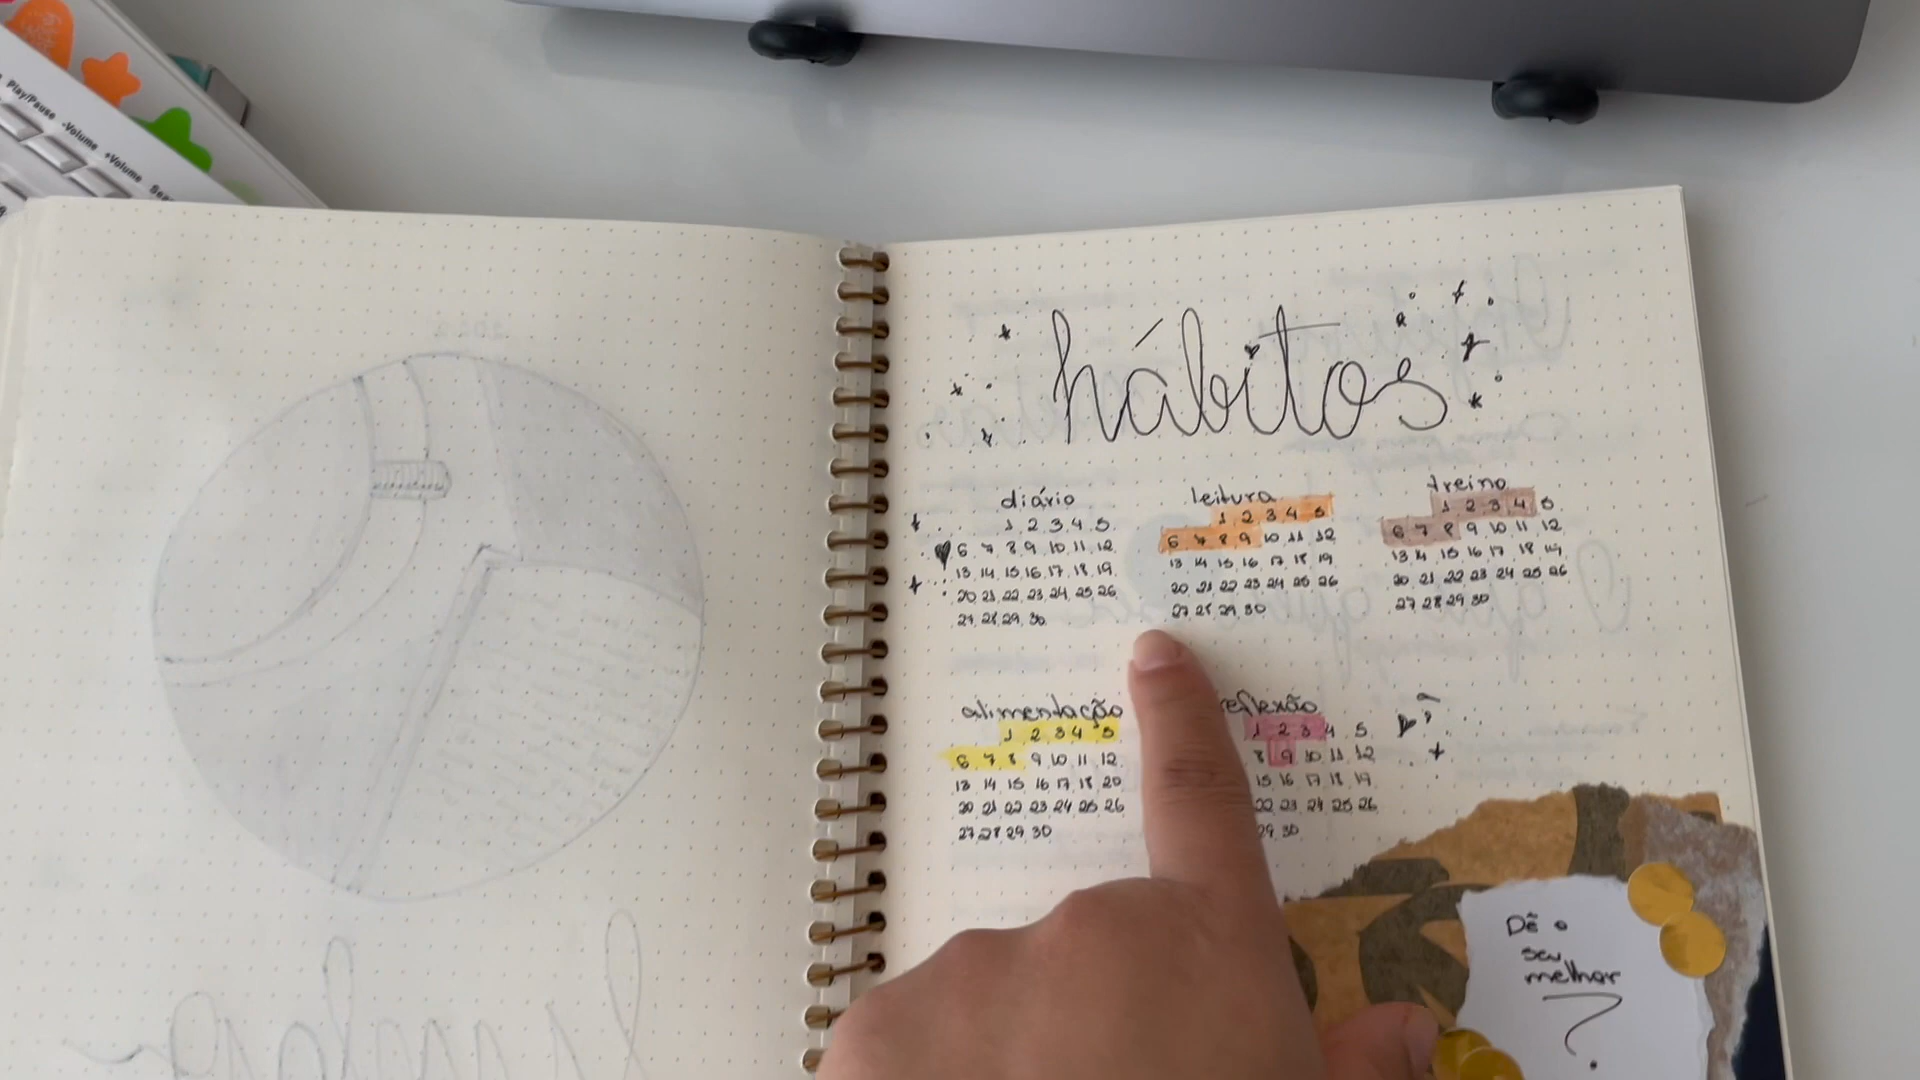 Play/Pause
-Volume
+Volume
hábitos
diário
1 2 3 4 5
6 7 8 9 10 11 12
13 14 15 16 17 18 19
20 21 22 23 24 25 26
27 28 29 30
leitura
1 2 3 4 5
6 7 8 9 10 11 12
13 14 15 16 17 18 19
20 21 22 23 24 25 26
27 28 29 30
treino
1 2 3 4 5
6 7 8 9 10 11 12
13 14 15 16 17 18 19
20 21 22 23 24 25 26
27 28 29 30
alimentação
1 2 3 4 5
6 7 8 9 10 11 12
13 14 15 16 17 18 20
20 21 22 23 24 25 26
27 28 29 30
reflexão
1 2 3 4 5
8 9 10 11 12
15 16 17 18 19
22 23 24 25 26
29 30
Dê o
seu
melhor
?